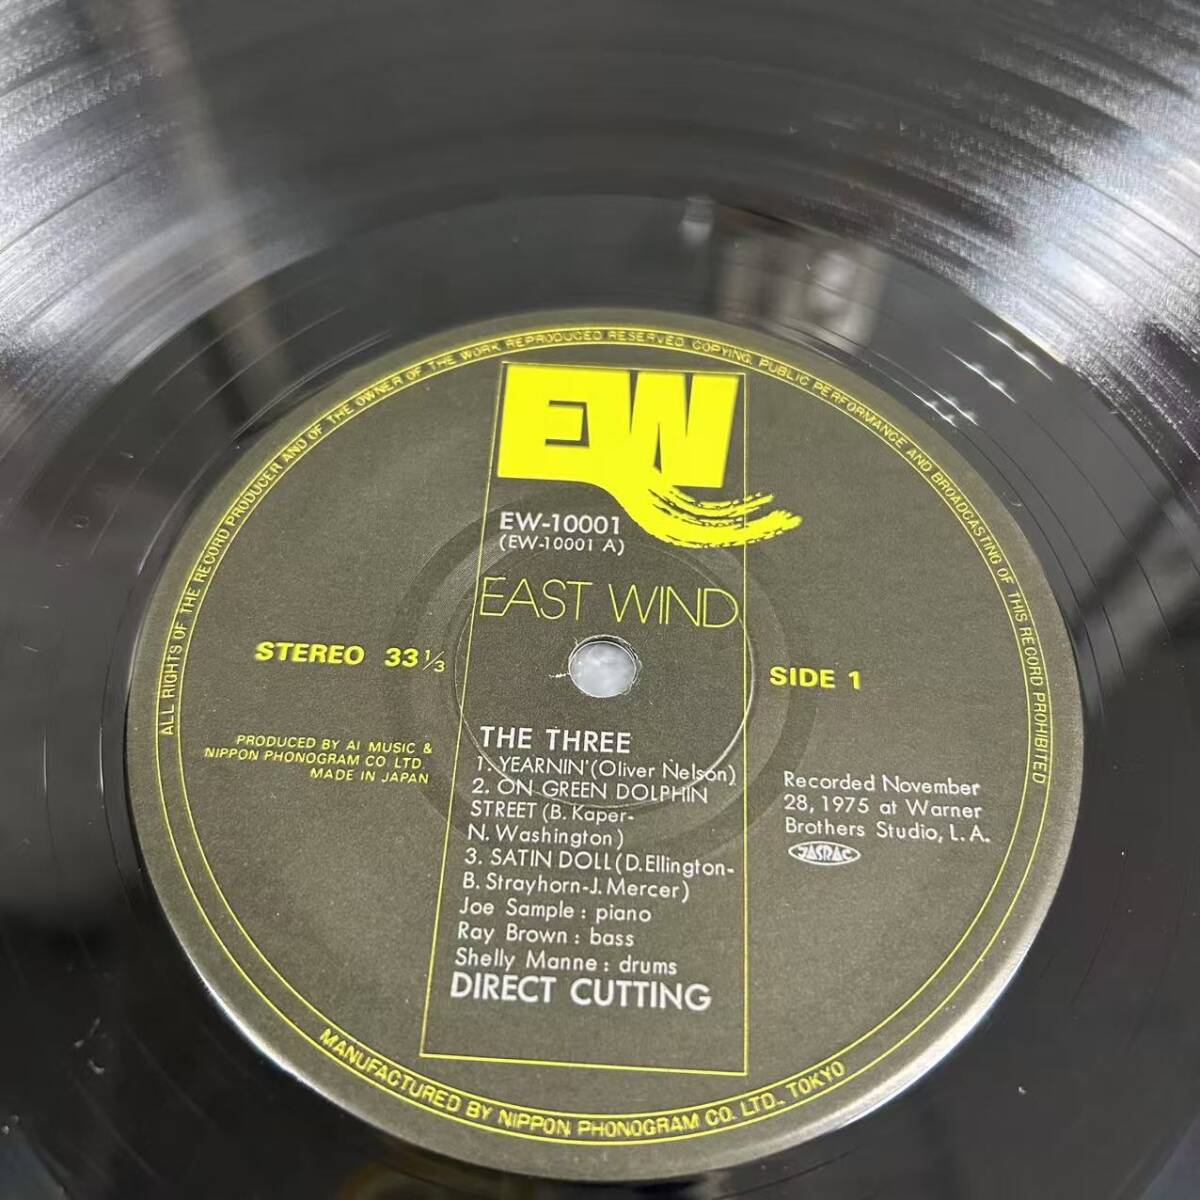 ALL RIGHTS OF THE RECORD PRODUCER AND OF THE OWNER OF THE WORK REPRODUCED RESERVED. COPYING, PUBLIC PERFORMANCE AND BROADCASTING OF THIS RECORD PROHIBITED
EW
EW-10001
(EW-10001 A)
EAST WIND
STEREO 33 1/3
SIDE 1
PRODUCED BY AI MUSIC &
NIPPON PHONOGRAM CO LTD.
MADE IN JAPAN
THE THREE
1. YEARNIN' (Oliver Nelson)
2. ON GREEN DOLPHIN
STREET (B. Kaper-
N. Washington)
3. SATIN DOLL (D. Ellington-
B. Strayhorn-J. Mercer)
Joe Sample : piano
Ray Brown : bass
Shelly Manne : drums
DIRECT CUTTING
Recorded November
28, 1975 at Warner
Brothers Studio, L. A.
JASRAC
MANUFACTURED BY NIPPON PHONOGRAM CO. LTD., TOKYO